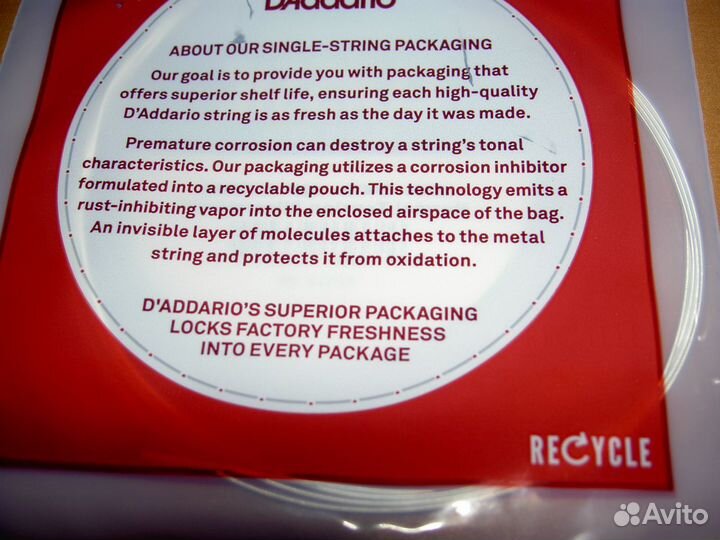 D'Addario
ABOUT OUR SINGLE-STRING PACKAGING
Our goal is to provide you with packaging that
offers superior shelf life, ensuring each high-quality
D'Addario string is as fresh as the day it was made.
Premature corrosion can destroy a string's tonal
characteristics. Our packaging utilizes a corrosion inhibitor
formulated into a recyclable pouch. This technology emits a
rust-inhibiting vapor into the enclosed airspace of the bag.
An invisible layer of molecules attaches to the metal
string and protects it from oxidation.
D'ADDARIO'S SUPERIOR PACKAGING
LOCKS FACTORY FRESHNESS
INTO EVERY PACKAGE
RECYCLE
Avito